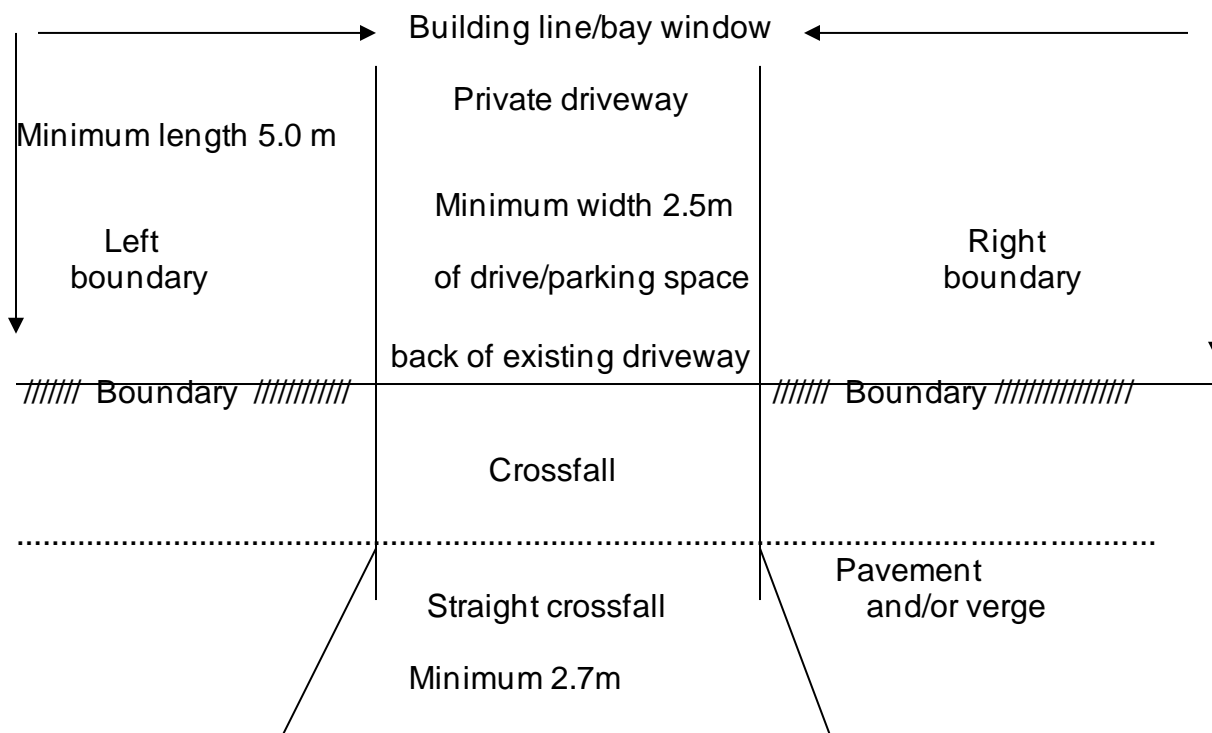 Building line/bay window
Private driveway
Minimum length 5.0 m
Minimum width 2.5m
Left
boundary
of drive/parking space
Right
boundary
back of existing driveway
/////// Boundary ////////////
/////// Boundary /////////////////
Crossfall
Pavement
and/or verge
Straight crossfall
Minimum 2.7m